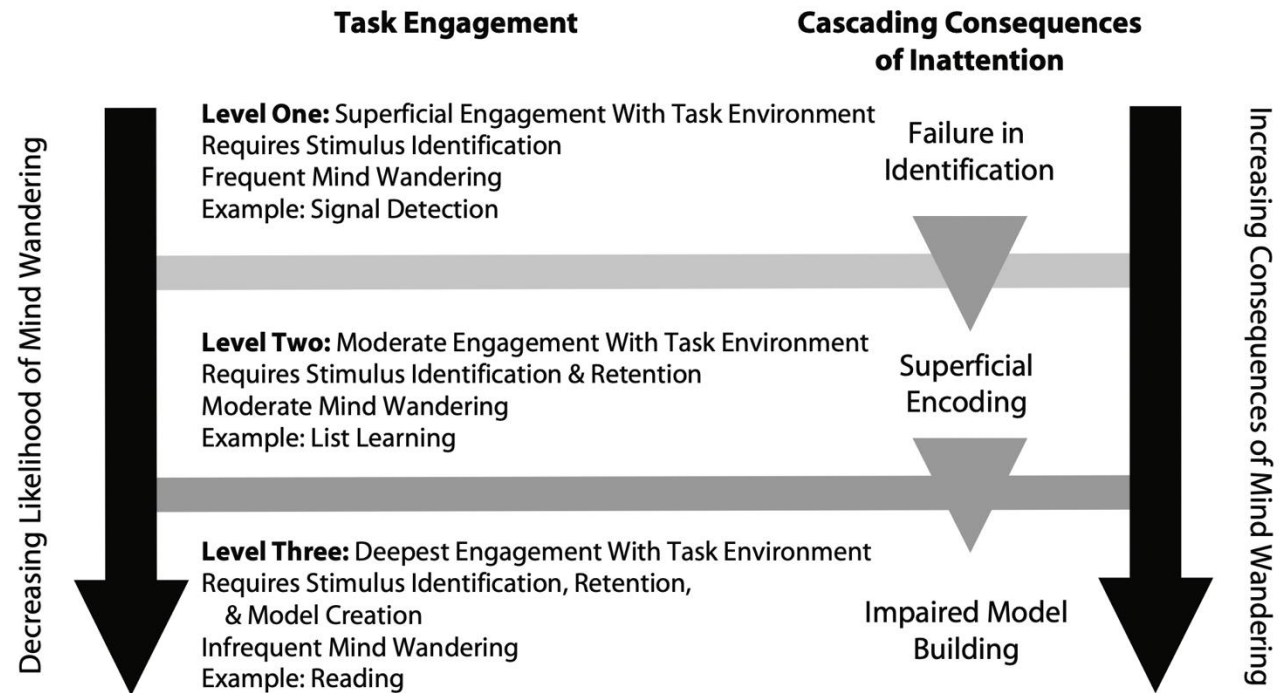 Task Engagement
Cascading Consequences
of Inattention
Decreasing Likelihood of Mind Wandering
Level One: Superficial Engagement With Task Environment
Requires Stimulus Identification
Frequent Mind Wandering
Example: Signal Detection
Failure in
Identification
Level Two: Moderate Engagement With Task Environment
Requires Stimulus Identification & Retention
Moderate Mind Wandering
Example: List Learning
Superficial
Encoding
Level Three: Deepest Engagement With Task Environment
Requires Stimulus Identification, Retention,
& Model Creation
Infrequent Mind Wandering
Example: Reading
Impaired Model
Building
Increasing Consequences of Mind Wandering